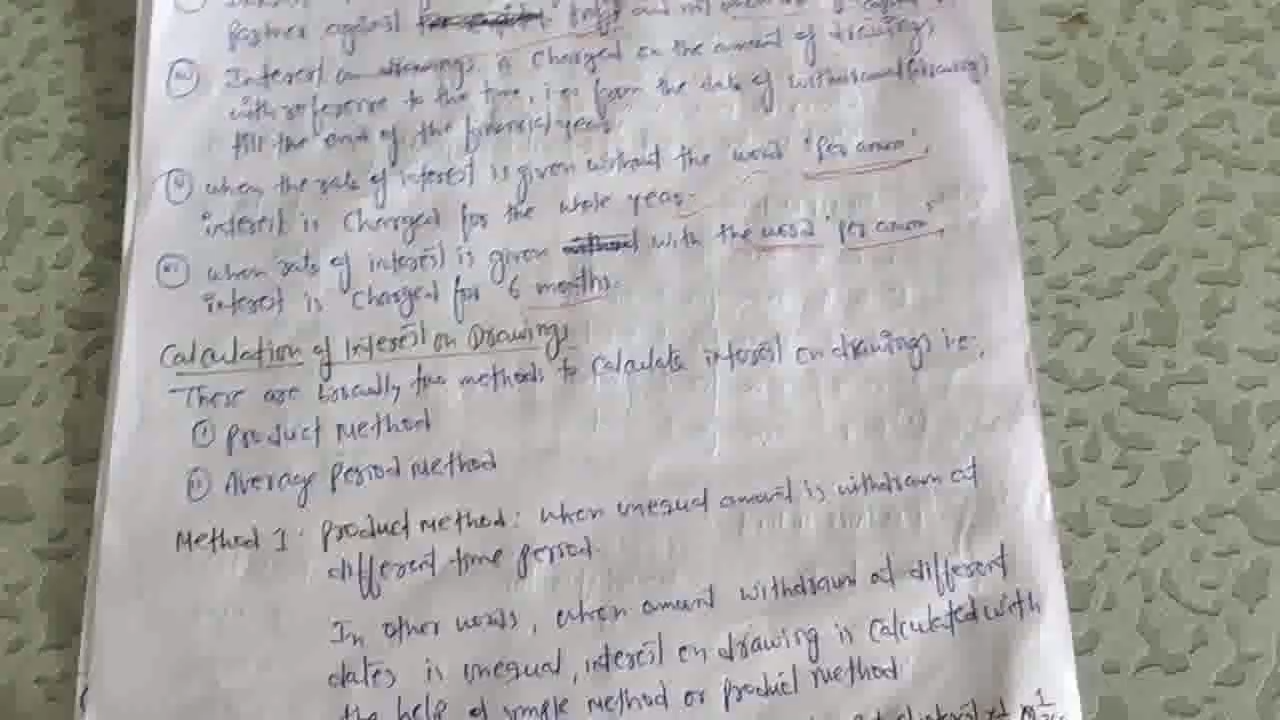 partner against and not
Interest on drawings is charged on the amount of drawings
with reference to the time, i.e. from the date of withdrawal (drawing)
till the end of the financial year.
when the rate of interest is given without the word 'per annum',
interest is charged for the whole year.
when rate of interest is given with the word 'per annum'
interest is charged for 6 months.
Calculation of Interest on Drawings
There are basically two methods to calculate interest on drawings i.e.,
(i) Product Method
(ii) Average Period Method
Method 1: Product Method: when unequal amount is withdrawn at
different time period.
In other words, when amount withdrawn at different
dates is unequal, interest on drawing is calculated with
the help of simple method or product method